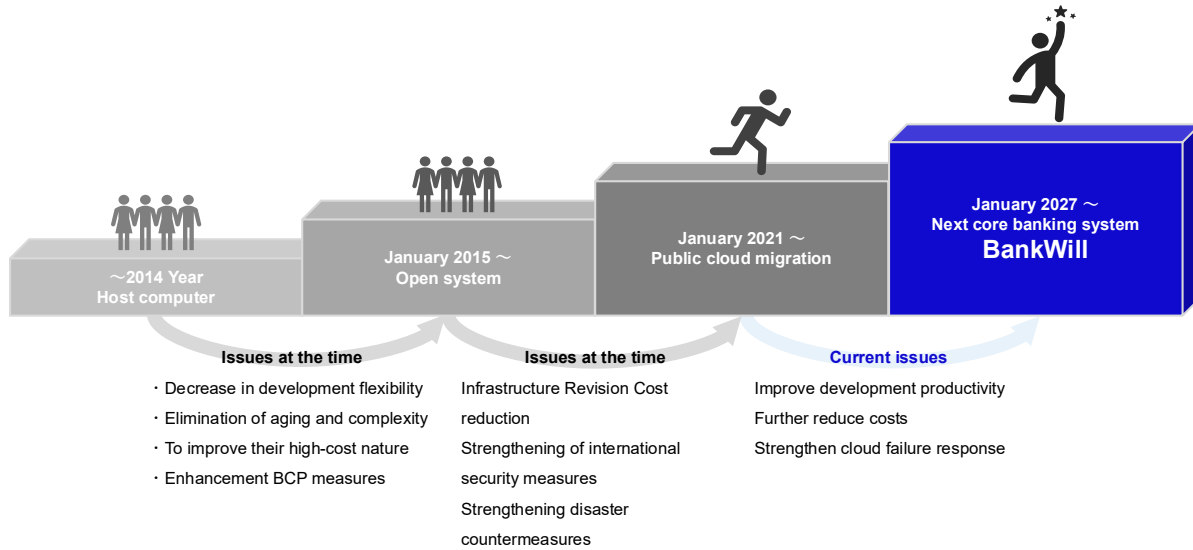 ～2014 Year
Host computer
January 2015 ～
Open system
January 2021 ～
Public cloud migration
January 2027 ～
Next core banking system
BankWill
Issues at the time
・Decrease in development flexibility
・Elimination of aging and complexity
・To improve their high-cost nature
・Enhancement BCP measures
Issues at the time
Infrastructure Revision Cost
reduction
Strengthening of international
security measures
Strengthening disaster
countermeasures
Current issues
Improve development productivity
Further reduce costs
Strengthen cloud failure response